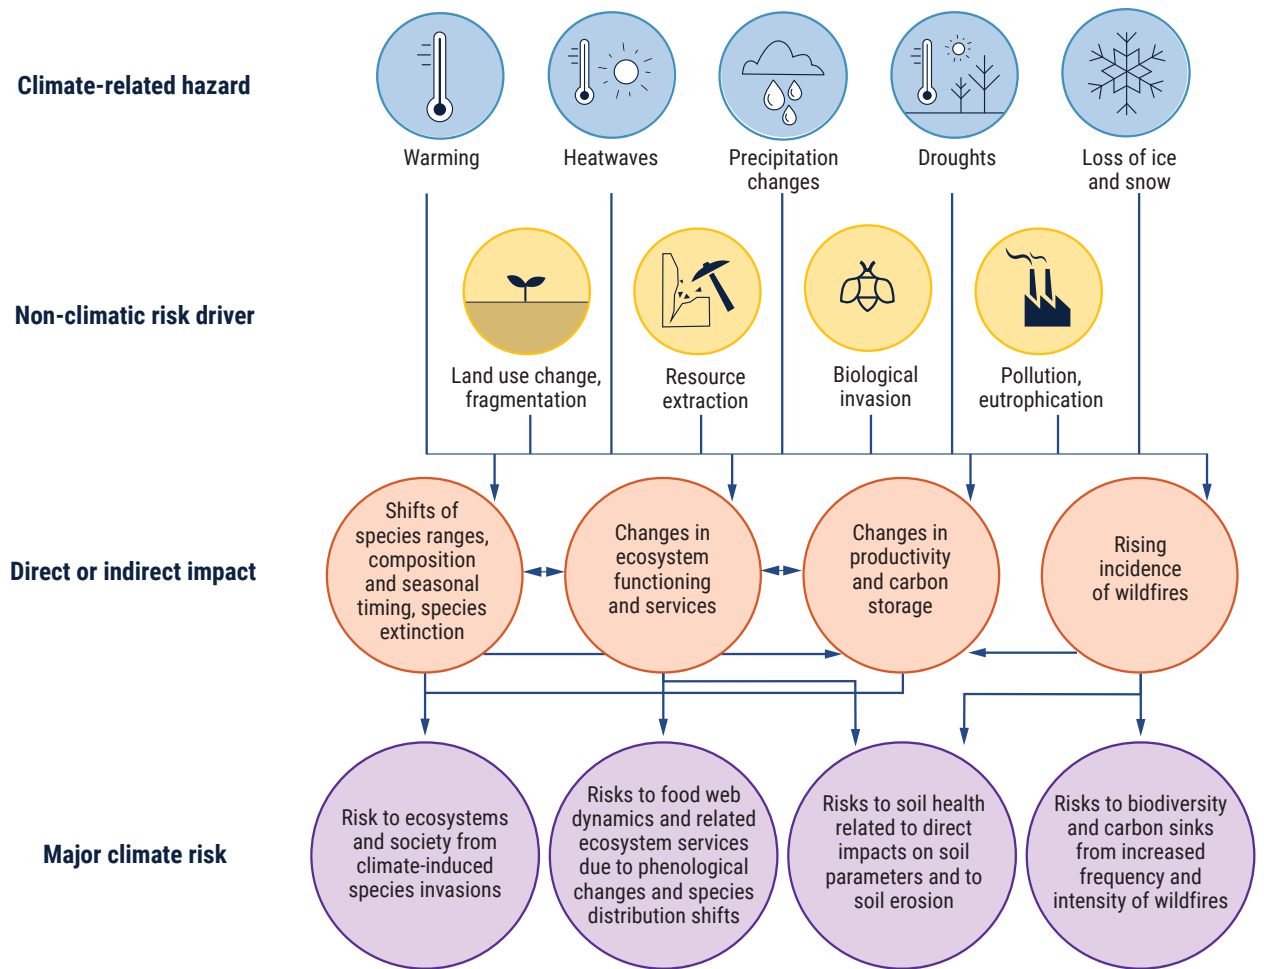 Climate-related hazard
Warming
Heatwaves
Precipitation
changes
Droughts
Loss of ice
and snow
Non-climatic risk driver
Land use change,
fragmentation
Resource
extraction
Biological
invasion
Pollution,
eutrophication
Direct or indirect impact
Shifts of
species ranges,
composition
and seasonal
timing, species
extinction
Changes in
ecosystem
functioning
and services
Changes in
productivity
and carbon
storage
Rising
incidence
of wildfires
Major climate risk
Risk to ecosystems
and society from
climate-induced
species invasions
Risks to food web
dynamics and related
ecosystem services
due to phenological
changes and species
distribution shifts
Risks to soil health
related to direct
impacts on soil
parameters and to
soil erosion
Risks to biodiversity
and carbon sinks
from increased
frequency and
intensity of wildfires